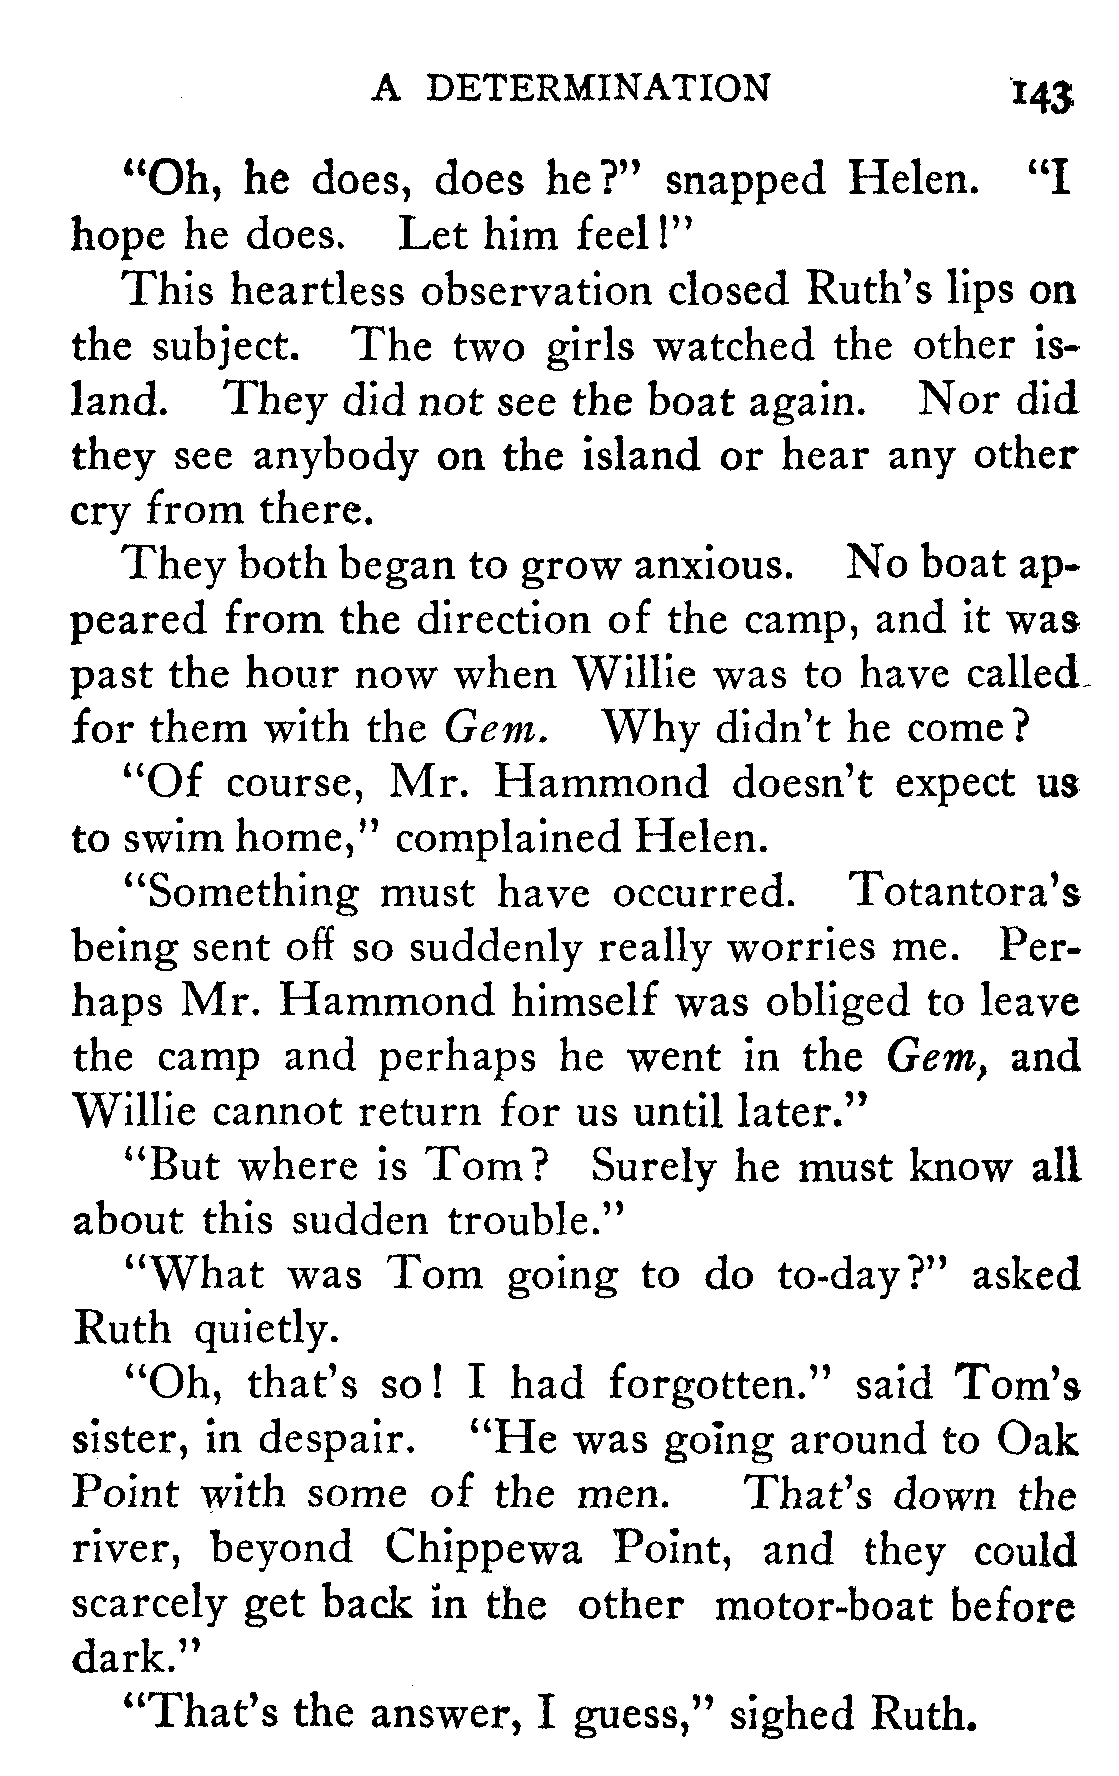 A DETERMINATION 143
“Oh, he does, does he?” snapped Helen. “I
hope he does. Let him feel!”
This heartless observation closed Ruth’s lips on
the subject. The two girls watched the other is-
land. They did not see the boat again. Nor did
they see anybody on the island or hear any other
cry from there.
They both began to grow anxious. No boat ap-
peared from the direction of the camp, and it was
past the hour now when Willie was to have called
for them with the Gem. Why didn’t he come?
“Of course, Mr. Hammond doesn’t expect us
to swim home,” complained Helen.
“Something must have occurred. Totantora’s
being sent off so suddenly really worries me. Per-
haps Mr. Hammond himself was obliged to leave
the camp and perhaps he went in the Gem, and
Willie cannot return for us until later.”
“But where is Tom? Surely he must know all
about this sudden trouble.”
“What was Tom going to do to-day?” asked
Ruth quietly.
“Oh, that’s so! I had forgotten.” said Tom’s
sister, in despair. “He was going around to Oak
Point with some of the men. That’s down the
river, beyond Chippewa Point, and they could
scarcely get back in the other motor-boat before
dark.”
“That’s the answer, I guess,” sighed Ruth.